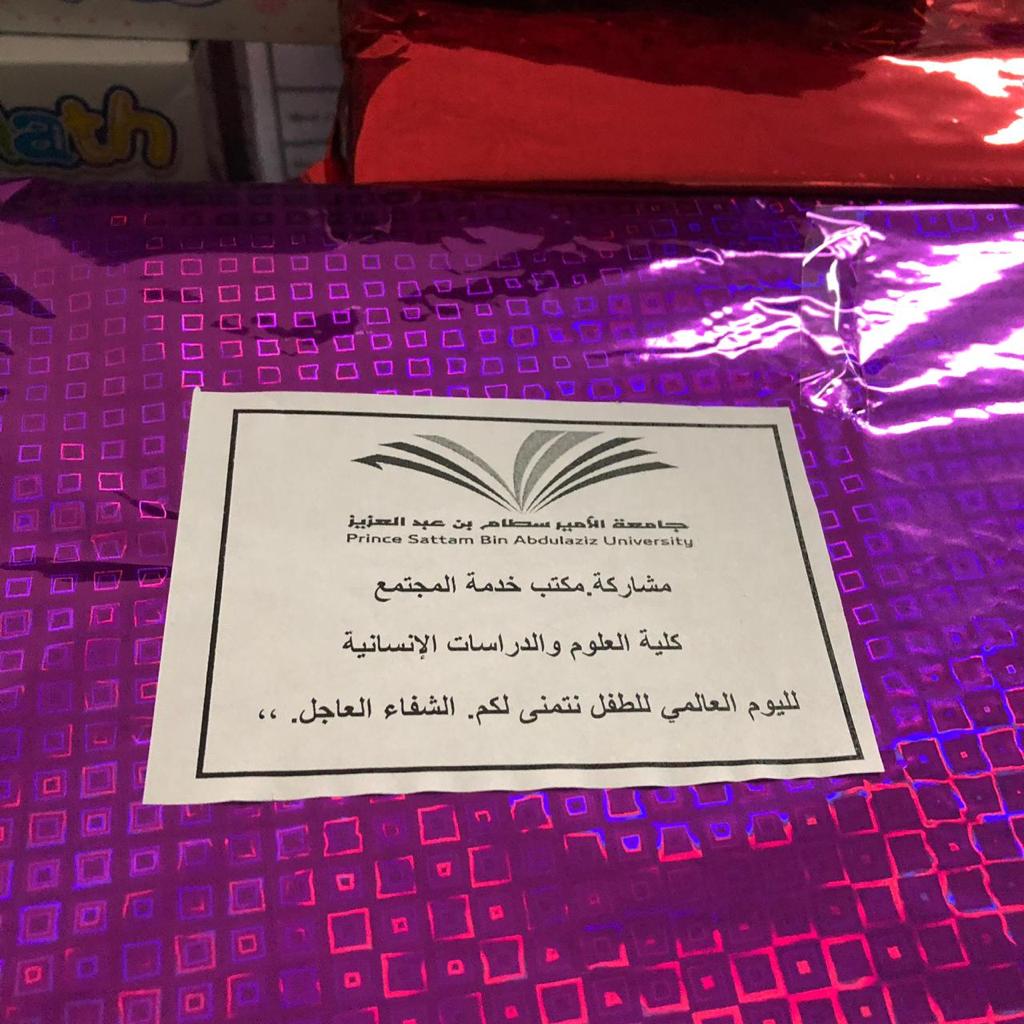 ath
جامعة الأمير سطام بن عبد العزيز
Prince Sattam Bin Abdulaziz University
مشاركة.مكتب خدمة المجتمع
كلية العلوم والدراسات الإنسانية
لليوم العالمي للطفل نتمنى لكم. الشفاء العاجل. ،،